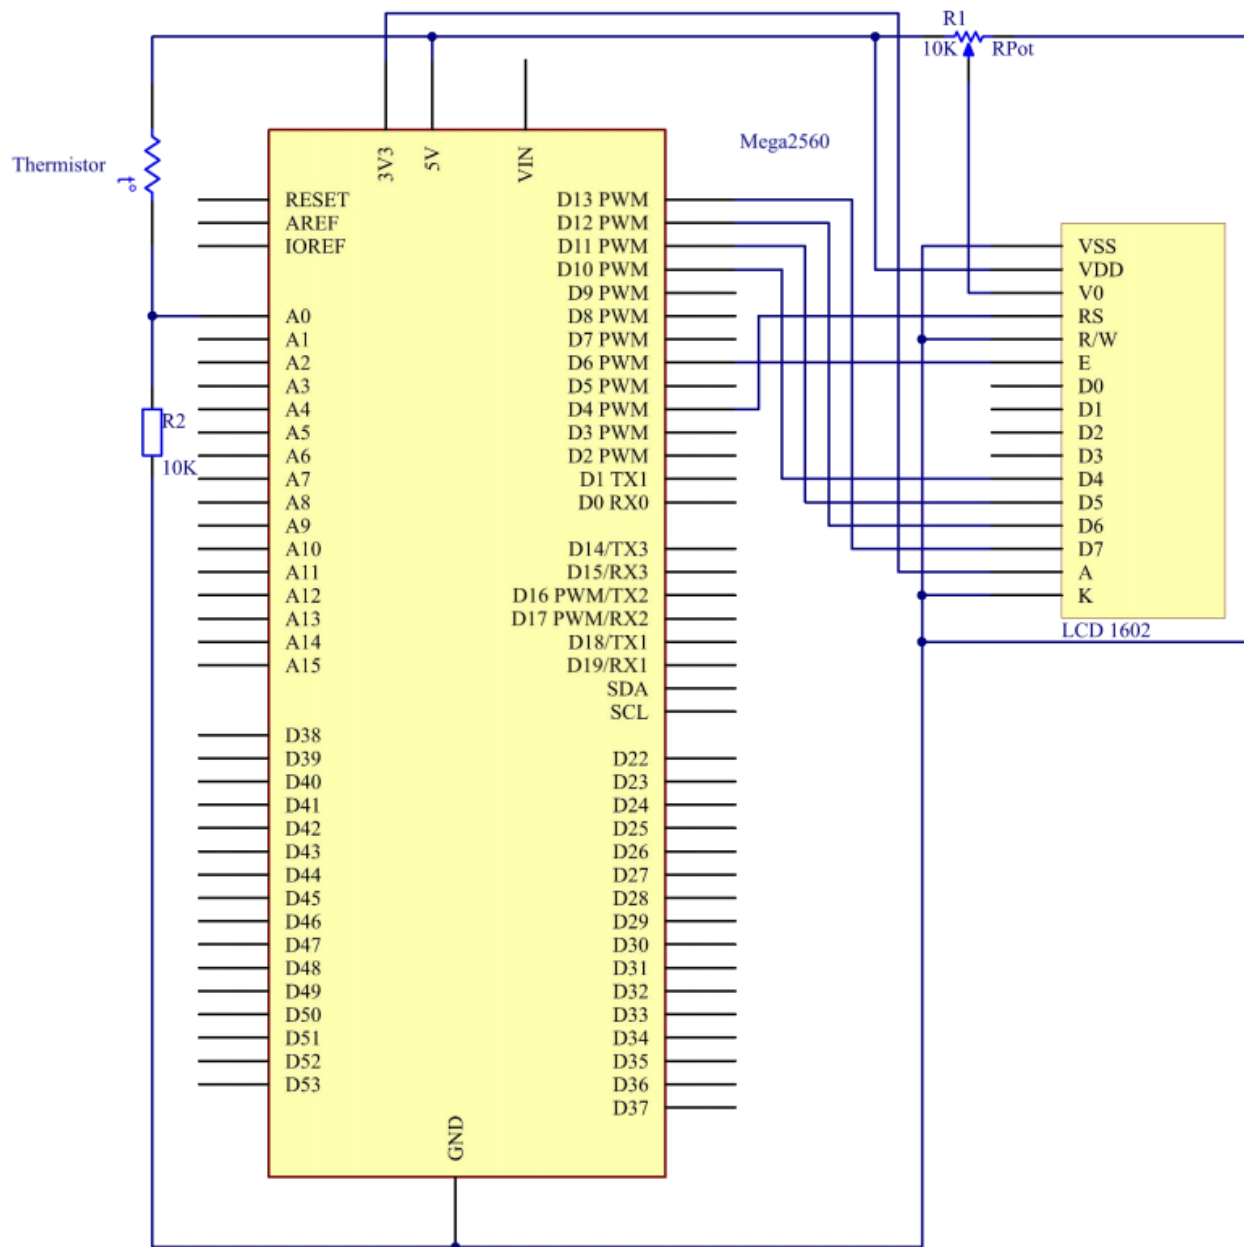 R1
10K
RPot
Mega2560
Thermistor
t°
3V3
5V
VIN
RESET
AREF
IOREF
A0
A1
A2
A3
A4
A5
A6
A7
A8
A9
A10
A11
A12
A13
A14
A15
D38
D39
D40
D41
D42
D43
D44
D45
D46
D47
D48
D49
D50
D51
D52
D53
R2
10K
D13 PWM
D12 PWM
D11 PWM
D10 PWM
D9 PWM
D8 PWM
D7 PWM
D6 PWM
D5 PWM
D4 PWM
D3 PWM
D2 PWM
D1 TX1
D0 RX0
D14/TX3
D15/RX3
D16 PWM/TX2
D17 PWM/RX2
D18/TX1
D19/RX1
SDA
SCL
D22
D23
D24
D25
D26
D27
D28
D29
D30
D31
D32
D33
D34
D35
D36
D37
GND
VSS
VDD
V0
RS
R/W
E
D0
D1
D2
D3
D4
D5
D6
D7
A
K
LCD 1602